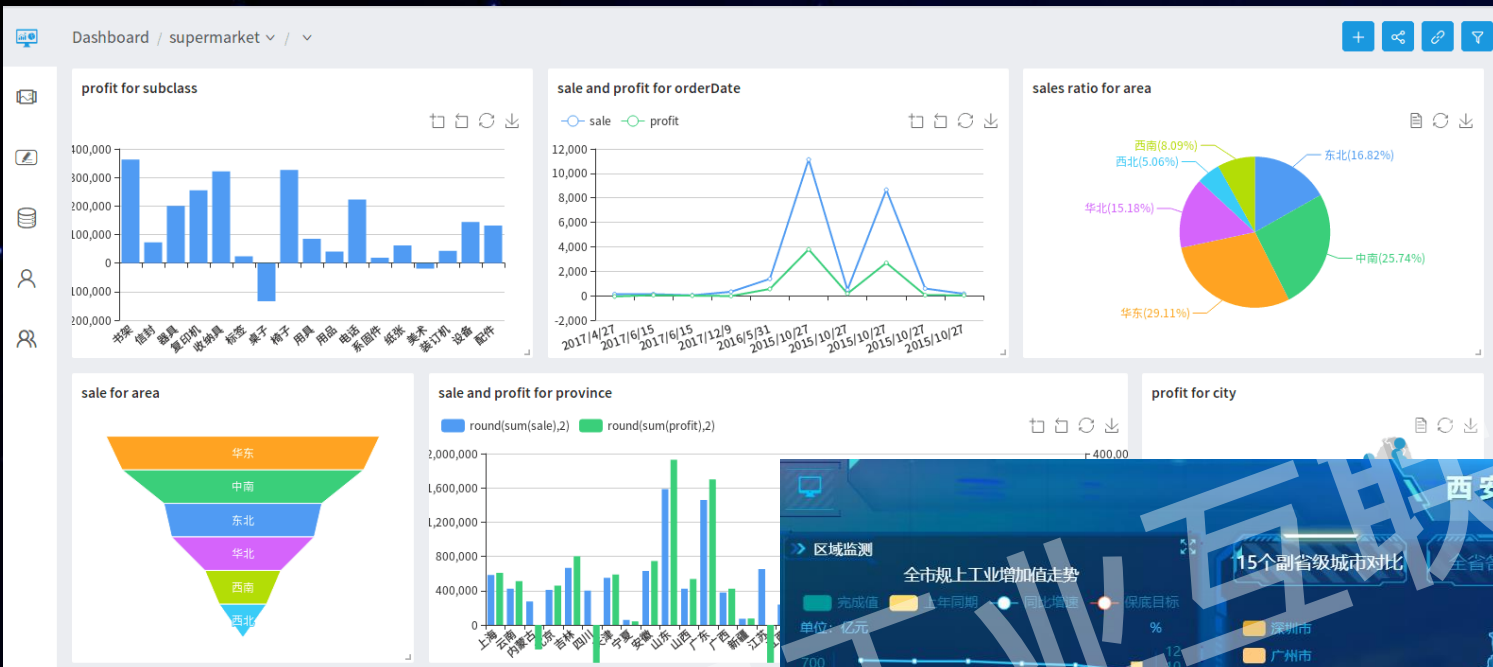 Dashboard / supermarket /
profit for subclass
400,000
300,000
200,000
100,000
0
100,000
200,000
书架
信封
器具
复印机
收纳具
标签
桌子
椅子
用具
用品
电话
系固件
纸张
美术
装订机
设备
配件
sale and profit for orderDate
sale
profit
12,000
10,000
8,000
6,000
4,000
2,000
0
-2,000
2017/4/27
2017/6/15
2017/6/15
2017/12/9
2016/5/31
2015/10/27
2015/10/27
2015/10/27
2015/10/27
2015/10/27
sales ratio for area
西南(8.09%)
西北(5.06%)
东北(16.82%)
华北(15.18%)
中南(25.74%)
华东(29.11%)
sale for area
华东
中南
东北
华北
西南
西北
sale and profit for province
round(sum(sale),2)
round(sum(profit),2)
2,000,000
1,600,000
1,200,000
800,000
400,000
0
400,00
上海
云南
内蒙古
北京
吉林
四川
天津
宁夏
安徽
山东
山西
广东
广西
新疆
江苏
profit for city
西安
区域监测
全市规上工业增加值走势
完成值
上年同期
同比增速
保底目标
单位：亿元
%
700
12
10
15个副省级城市对比
全省各
深圳市
广州市
工业互联